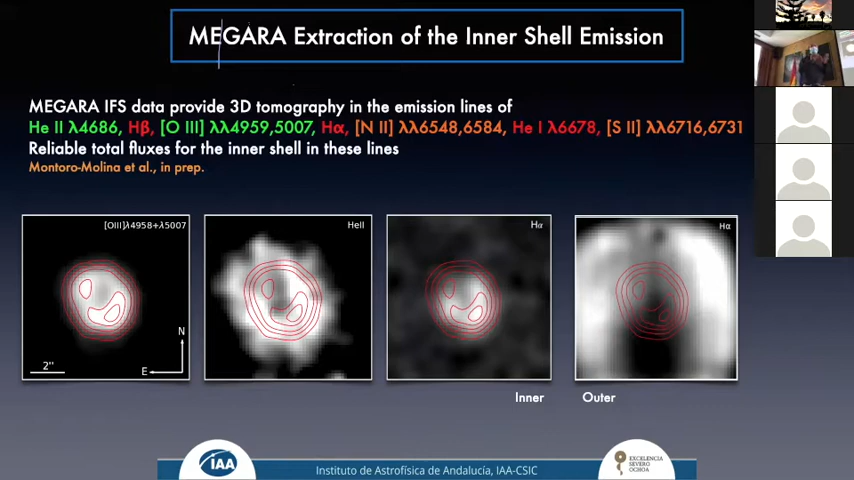 MEGARA Extraction of the Inner Shell Emission
MEGARA IFS data provide 3D tomography in the emission lines of
He II λ4686, Hβ, [O III] λλ4959,5007, Hα, [N II] λλ6548,6584, He I λ6678, [S II] λλ6716,6731
Reliable total fluxes for the inner shell in these lines
Montoro-Molina et al., in prep.
[OIII]λ4958+λ5007
HeII
Hα
Hα
N
2"
E
Inner
Outer
IAA
Instituto de Astrofísica de Andalucía, IAA-CSIC
EXCELENCIA
SEVERO
OCHOA